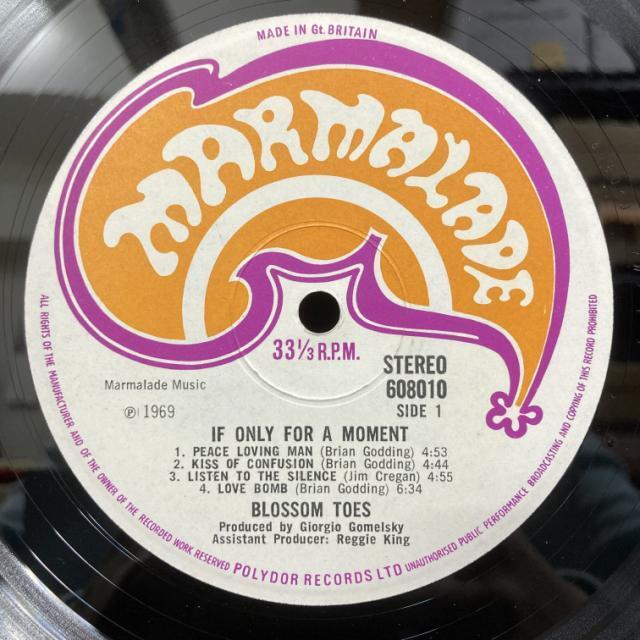 MADE IN Gt. BRITAIN
MARMALADE
33⅓ R.P.M.
STEREO
608010
SIDE 1
Marmalade Music
℗ 1969
IF ONLY FOR A MOMENT
1. PEACE LOVING MAN (Brian Godding) 4:53
2. KISS OF CONFUSION (Brian Godding) 4:44
3. LISTEN TO THE SILENCE (Jim Cregan) 4:55
4. LOVE BOMB (Brian Godding) 6:34
BLOSSOM TOES
Produced by Giorgio Gomelsky
Assistant Producer: Reggie King
ALL RIGHTS OF THE MANUFACTURER AND OF THE OWNER OF THE RECORDED WORK RESERVED POLYDOR RECORDS LTD UNAUTHORISED PUBLIC PERFORMANCE BROADCASTING AND COPYING OF THIS RECORD PROHIBITED